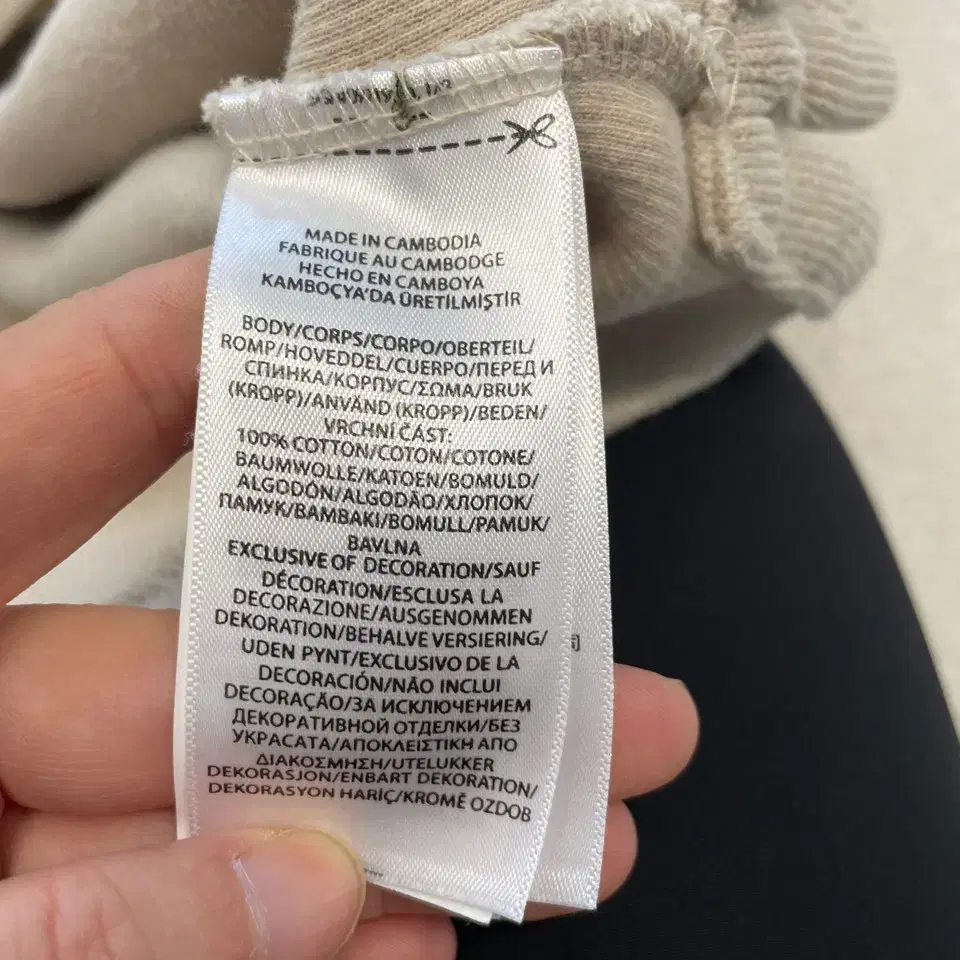 MADE IN CAMBODIA
FABRIQUE AU CAMBODGE
HECHO EN CAMBOYA
KAMBOÇYA'DA ÜRETİLMİŞTİR
BODY/CORPS/CORPO/OBERTEIL/
ROMP/HOVEDDEL/CUERPO/ПЕРЕД И
СПИНКА/КОРПУС/ΣΩΜΑ/BRUK
(KROPP)/ANVÄND (KROPP)/BEDEN/
VRCHNÍ ČÁST:
100% COTTON/COTON/COTONE/
BAUMWOLLE/KATOEN/BOMULD/
ALGODÓN/ALGODÃO/ХЛОПОК/
ПАМУК/BAMBAKI/BOMULL/PAMUK/
BAVLNA
EXCLUSIVE OF DECORATION/SAUF
DÉCORATION/ESCLUSA LA
DECORAZIONE/AUSGENOMMEN
DEKORATION/BEHALVE VERSIERING/
UDEN PYNT/EXCLUSIVO DE LA
DECORACIÓN/NÃO INCLUI
DECORAÇÃO/ЗА ИСКЛЮЧЕНИЕМ
ДЕКОРАТИВНОЙ ОТДЕЛКИ/БЕЗ
УКРАСАТА/ΑΠΟΚΛΕΙΣΤΙΚΗ ΑΠΟ
ΔΙΑΚΟΣΜΗΣΗ/UTELUKKER
DEKORASJON/ENBART DEKORATION/
DEKORASYON HARİÇ/KROMĚ OZDOB